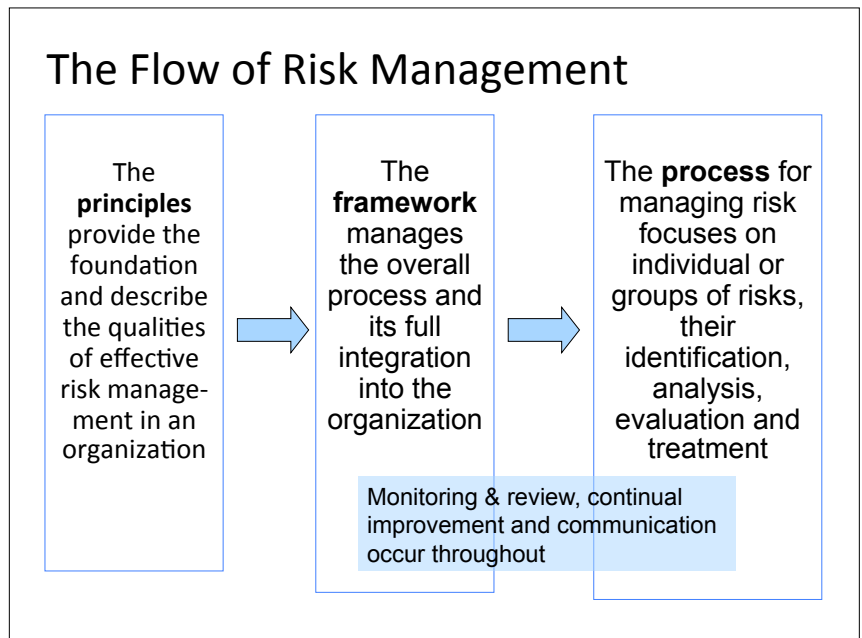 The Flow of Risk Management
The
principles
provide the
foundation
and describe
the qualities
of effective
risk manage-
ment in an
organization
The
framework
manages
the overall
process and
its full
integration
into the
organization
The process for
managing risk
focuses on
individual or
groups of risks,
their
identification,
analysis,
evaluation and
treatment
Monitoring & review, continual
improvement and communication
occur throughout